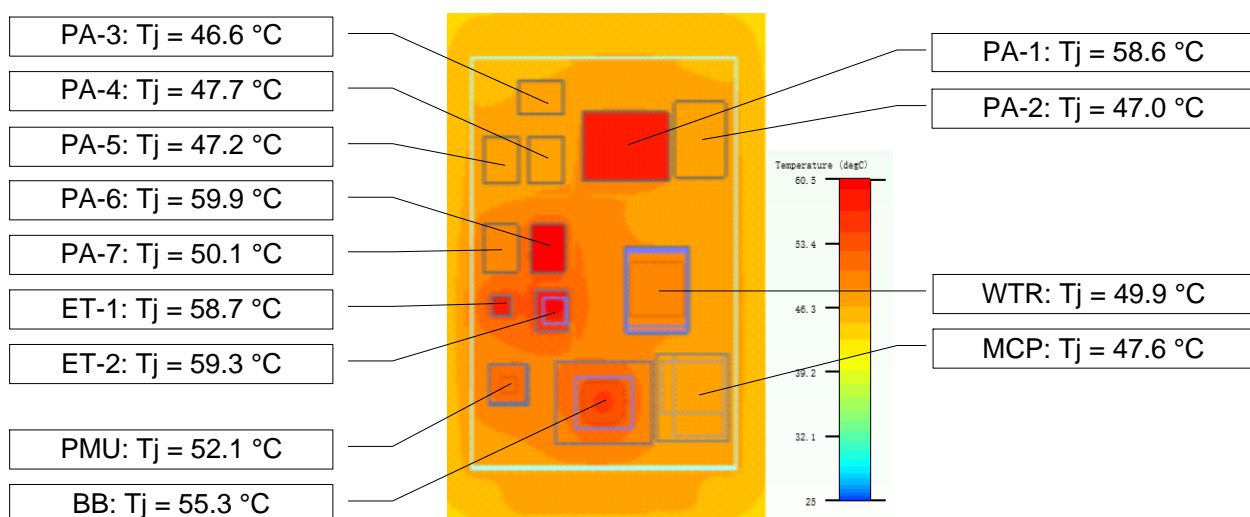 PA-3: Tj = 46.6 °C
PA-4: Tj = 47.7 °C
PA-5: Tj = 47.2 °C
PA-6: Tj = 59.9 °C
PA-7: Tj = 50.1 °C
ET-1: Tj = 58.7 °C
ET-2: Tj = 59.3 °C
PMU: Tj = 52.1 °C
BB: Tj = 55.3 °C
PA-1: Tj = 58.6 °C
PA-2: Tj = 47.0 °C
Temperature (degC)
60.5
53.4
46.3
39.2
32.1
25
WTR: Tj = 49.9 °C
MCP: Tj = 47.6 °C